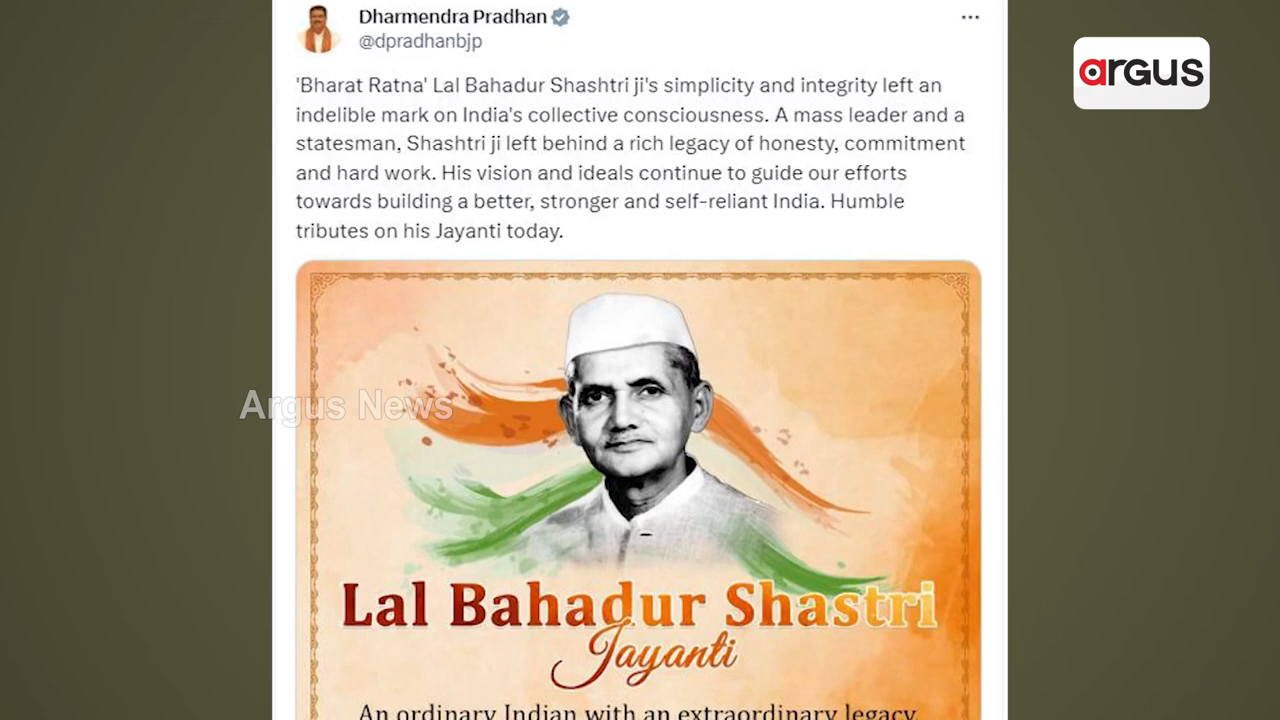 Dharmendra Pradhan
@dpradhanbjp
argus
'Bharat Ratna' Lal Bahadur Shashtri ji's simplicity and integrity left an
indelible mark on India's collective consciousness. A mass leader and a
statesman, Shashtri ji left behind a rich legacy of honesty, commitment
and hard work. His vision and ideals continue to guide our efforts
towards building a better, stronger and self-reliant India. Humble
tributes on his Jayanti today.
Argus News
Lal Bahadur Shastri
Jayanti
An ordinary Indian with an extraordinary legacy